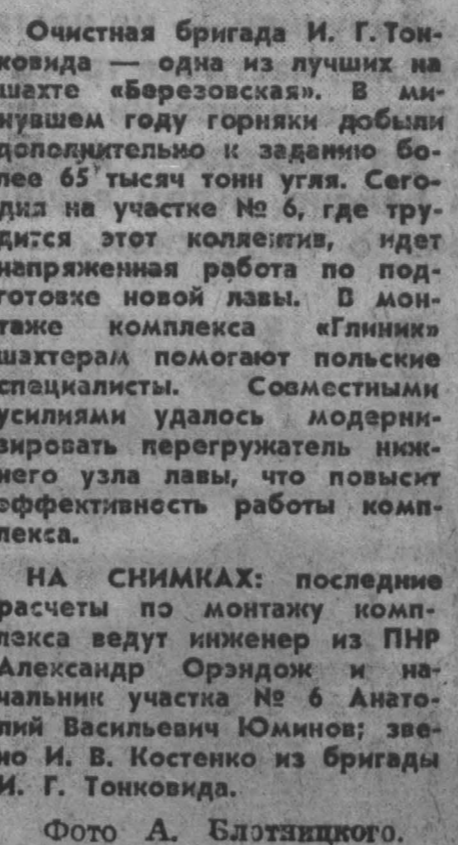 Очистная бригада И. Г. Тон-
ковида — одна из лучших на
шахте «Березовская». В ми-
нувшем году горняки добыли
дополнительно к заданию бо-
лее 65 тысяч тонн угля. Сего-
дня на участке № 6, где тру-
дится этот коллектив, идет
напряженная работа по под-
готовке новой лавы. В мон-
таже комплекса «Глиник»
шахтерам помогают польские
специалисты. Совместными
усилиями удалось модерни-
зировать перегружатель ниж-
него узла лавы, что повысит
эффективность работы комп-
лекса.
НА СНИМКАХ: последние
расчеты по монтажу комп-
лекса ведут инженер из ПНР
Александр Орэндож и на-
чальник участка № 6 Анато-
лий Васильевич Юминов; зве-
но И. В. Костенко из бригады
И. Г. Тонковида.
Фото А. Блотницкого.